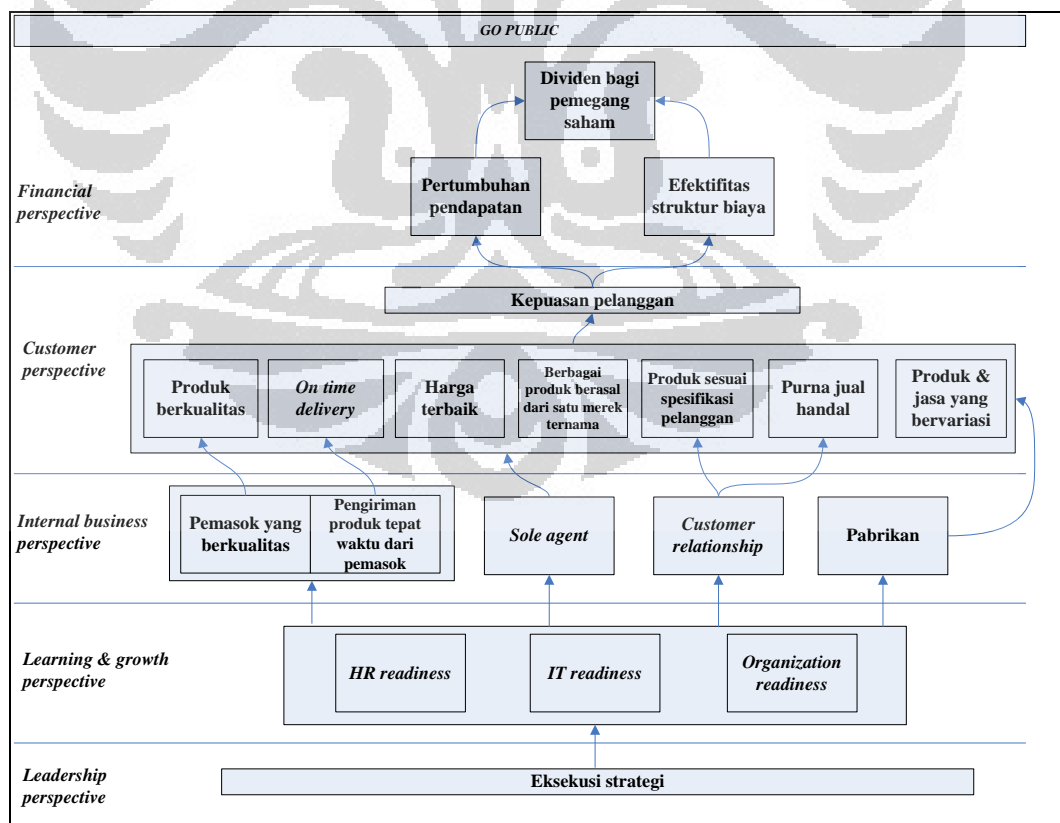 GO PUBLIC
Dividen bagi
pemegang
saham
Financial
perspective
Pertumbuhan
pendapatan
Efektifitas
struktur biaya
Kepuasan pelanggan
Customer
perspective
Produk
berkualitas
On time
delivery
Harga
terbaik
Berbagai
produk berasal
dari satu merek
ternama
Produk sesuai
spesifikasi
pelanggan
Purna jual
handal
Produk &
jasa yang
bervariasi
Internal business
perspective
Pemasok yang
berkualitas
Pengiriman
produk tepat
waktu dari
pemasok
Sole agent
Customer
relationship
Pabrikan
Learning & growth
perspective
HR readiness
IT readiness
Organization
readiness
Leadership
perspective
Eksekusi strategi